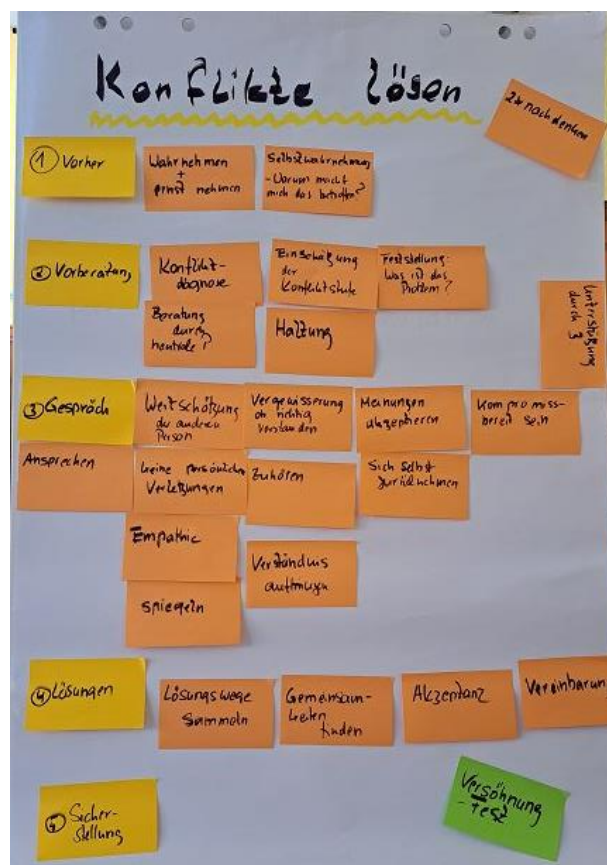 Konflikte lösen
2x nachdenken
① Vorher
Wahrnehmen
+
ernst nehmen
Selbstwahrnehmung
- Warum macht
mich das betroffen?
② Vorberatung
Konflikt-
diagnose
Einschätzung
der
Konfliktstufe
Feststellung:
Was ist das
Problem?
Beratung
durch
neutrale?
Haltung
Unterstützung
durch 3
③ Gespräch
Wertschätzung
der anderen
Person
Vergewisserung
ob richtig
verstanden
Meinungen
akzeptieren
Kompromiss-
bereit sein
Ansprechen
keine persönliche
Verletzungen
Zuhören
Sich selbst
zurücknehmen
Empathie
Verständnis
spiegeln
④ Lösungen
Lösungswege
sammeln
Gemeinsam-
keiten
finden
Akzeptanz
Vereinbarun
⑤ Sicher-
stellung
Versöhnung